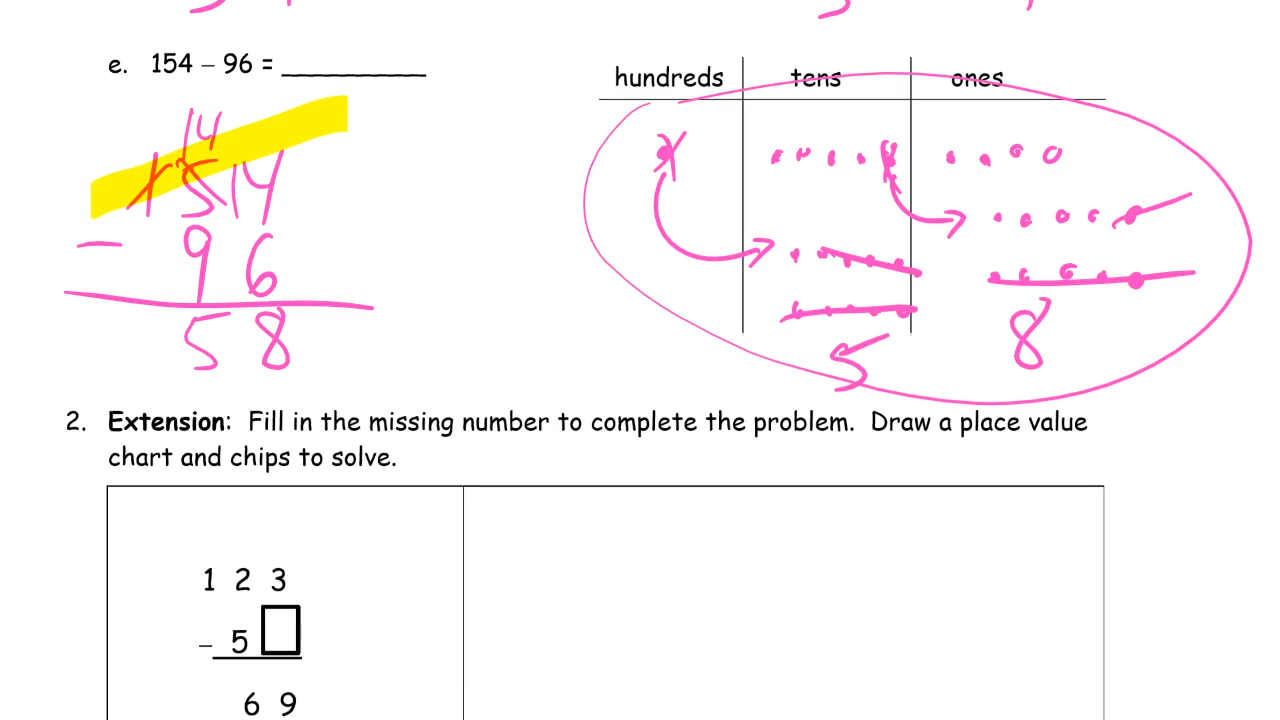 e. 154 – 96 = __________
hundreds tens ones
14
1 5 14
– 9 6
5 8
5 8
2. Extension: Fill in the missing number to complete the problem. Draw a place value
chart and chips to solve.
1 2 3
– 5
6 9